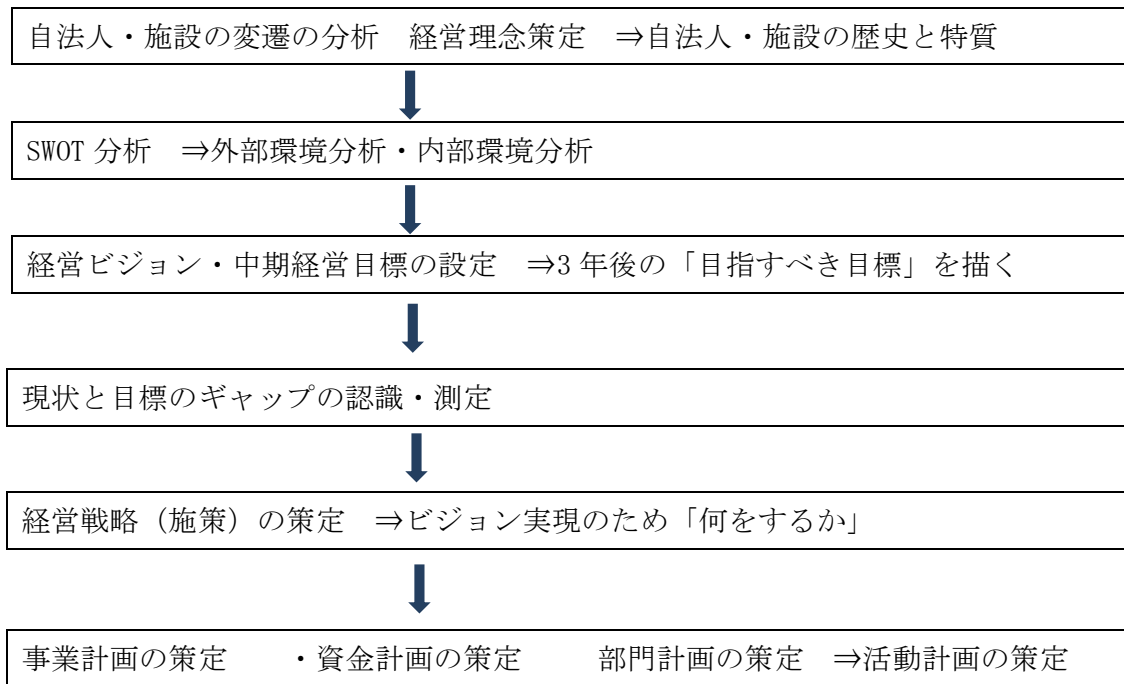 自法人・施設の変遷の分析　経営理念策定　⇒自法人・施設の歴史と特質
SWOT 分析　⇒外部環境分析・内部環境分析
経営ビジョン・中期経営目標の設定　⇒3 年後の「目指すべき目標」を描く
現状と目標のギャップの認識・測定
経営戦略（施策）の策定　⇒ビジョン実現のため「何をするか」
事業計画の策定　　・資金計画の策定　　　部門計画の策定　⇒活動計画の策定